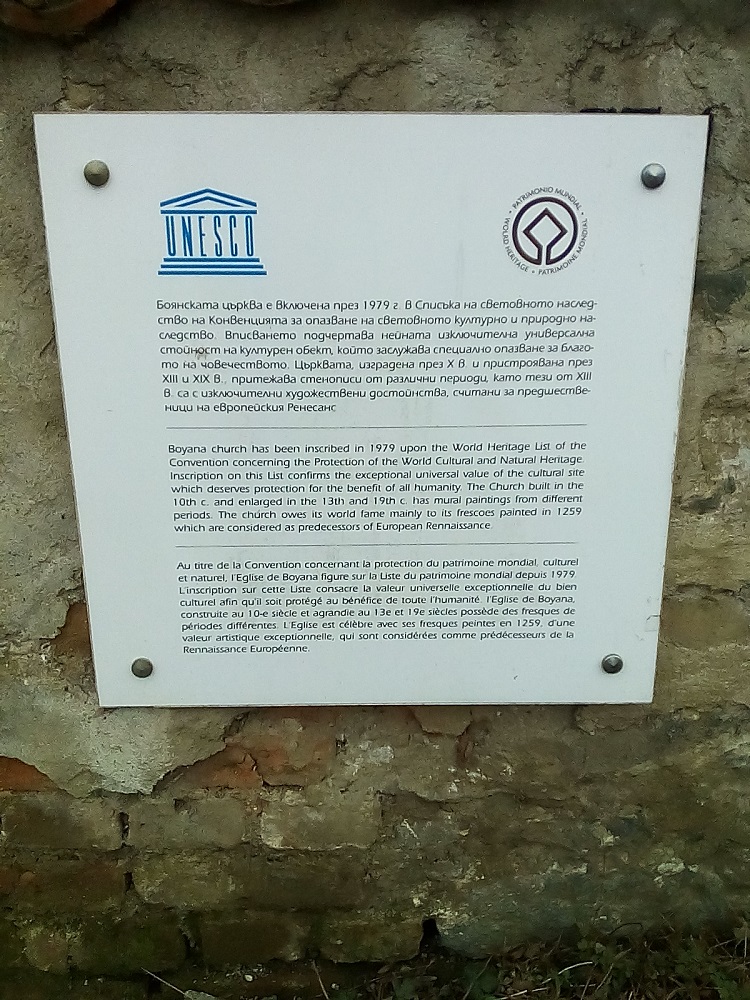 UNESCO
• PATRIMONIO MUNDIAL •
WORLD HERITAGE • PATRIMOINE MONDIAL
Боянската църква е включена през 1979 г. в Списъка на световното наслед-
ство на Конвенцията за опазване на световното културно и природно на-
следство. Вписването подчертава нейната изключителна универсална
стойност на културен обект, който заслужава специално опазване за благо-
то на човечеството. Църквата, изградена през X в. и пристроявана през
XIII и XIX в., притежава стенописи от различни периоди, като тези от XIII
в. са с изключителни художествени достойнства, считани за предшестве-
ници на европейския Ренесанс
Boyana church has been inscribed in 1979 upon the World Heritage List of the
Convention concerning the Protection of the World Cultural and Natural Heritage.
Inscription on this List confirms the exceptional universal value of the cultural site
which deserves protection for the benefit of all humanity. The Church built in the
10th c. and enlarged in the 13th and 19th c. has mural paintings from different
periods. The church owes its world fame mainly to its frescoes painted in 1259
which are considered as predecessors of European Rennaissance.
Au titre de la Convention concernant la protection du patrimoine mondial, culturel
et naturel, l'Eglise de Boyana figure sur la Liste du patrimoine mondial depuis 1979.
L'inscription sur cette Liste consacre la valeur universelle exceptionnelle du bien
culturel afin qu'il soit protégé au bénéfice de toute l'humanité. l'Eglise de Boyana,
construite au 10-e siècle et agrandie au 13e et 19e siècles possède des fresques de
périodes différentes. L'Eglise est célèbre avec ses fresques peintes en 1259, d'une
valeur artistique exceptionnelle, qui sont considérées comme prédécesseurs de la
Rennaissance Européenne.